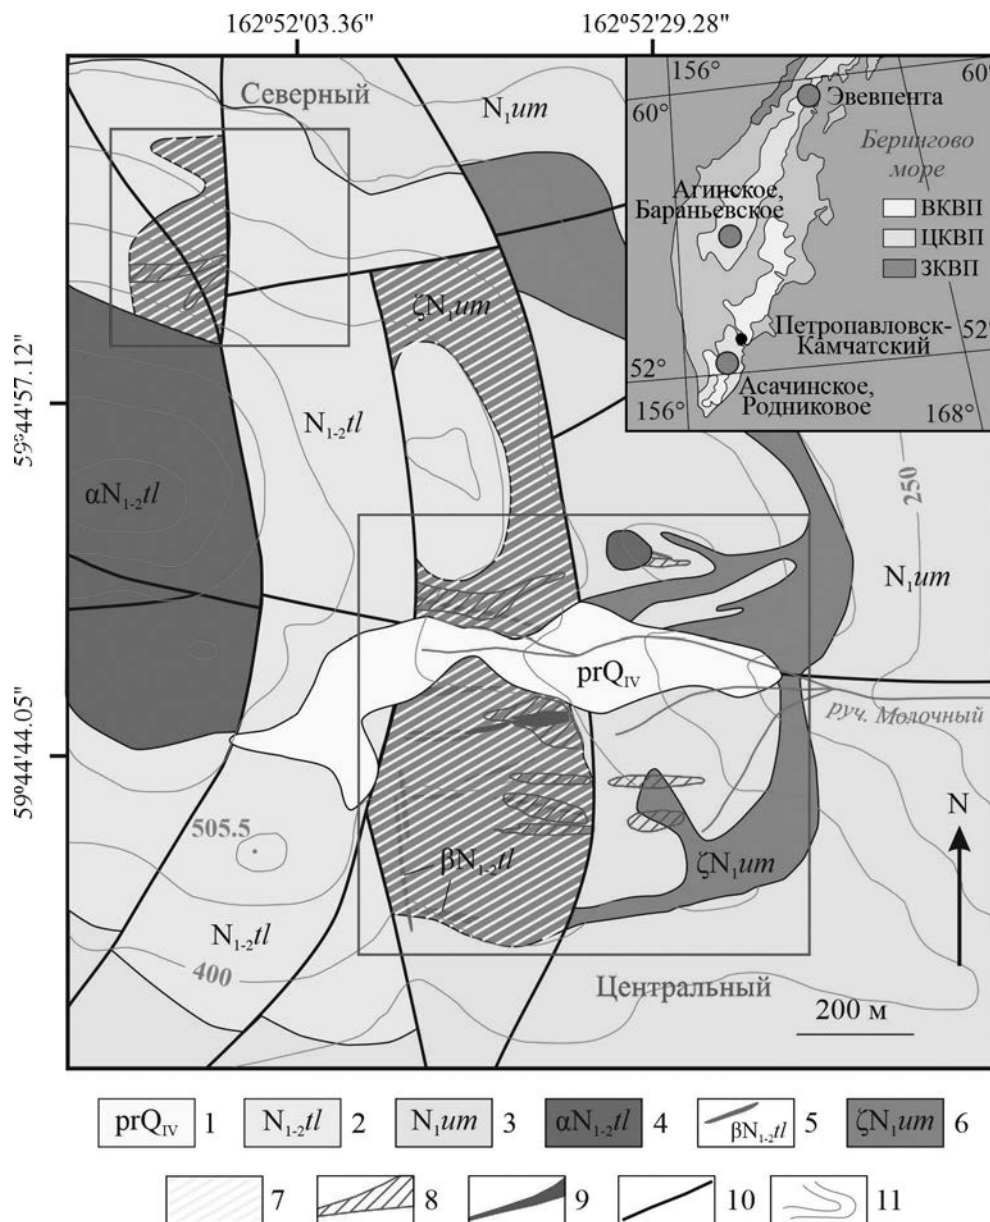 162°52'03.36" 162°52'29.28"
Северный
N₁um
156°
60°
60°
Эвевпента
Берингово
море
Агинское,
Бараньевское
ВКВП
ЦКВП
ЗКВП
Петропавловск-
Камчатский
52°
52°
Асачинское,
Родниковое
156°
168°
ζN₁um
59°44'57.12"
N₁₋₂tl
αN₁₋₂tl
250
N₁um
prQIV
руч. Молочный
59°44'44.05"
505.5
βN₁₋₂tl
ζN₁um
N
N₁₋₂tl
400
Центральный
200 м
prQIV 1 N₁₋₂tl 2 N₁um 3 αN₁₋₂tl 4 βN₁₋₂tl 5 ζN₁um 6
7 8 9 10 11